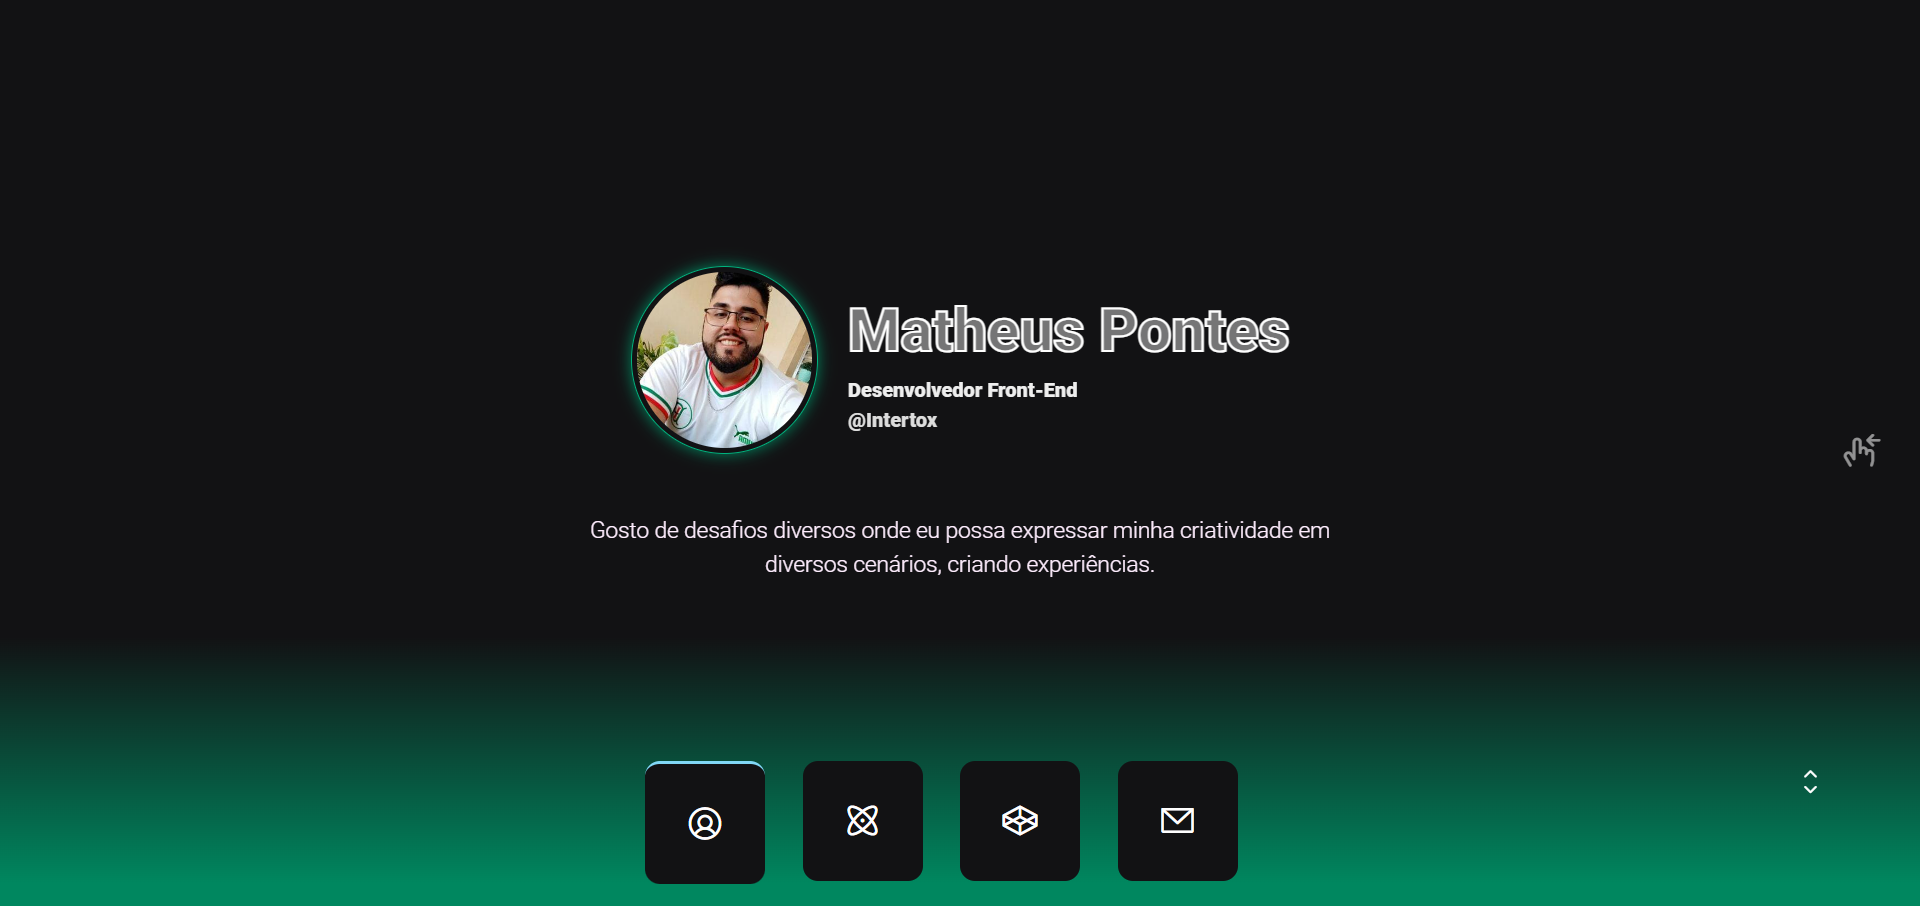 Matheus Pontes
Desenvolvedor Front-End
@Intertox
Gosto de desafios diversos onde eu possa expressar minha criatividade em
diversos cenários, criando experiências.